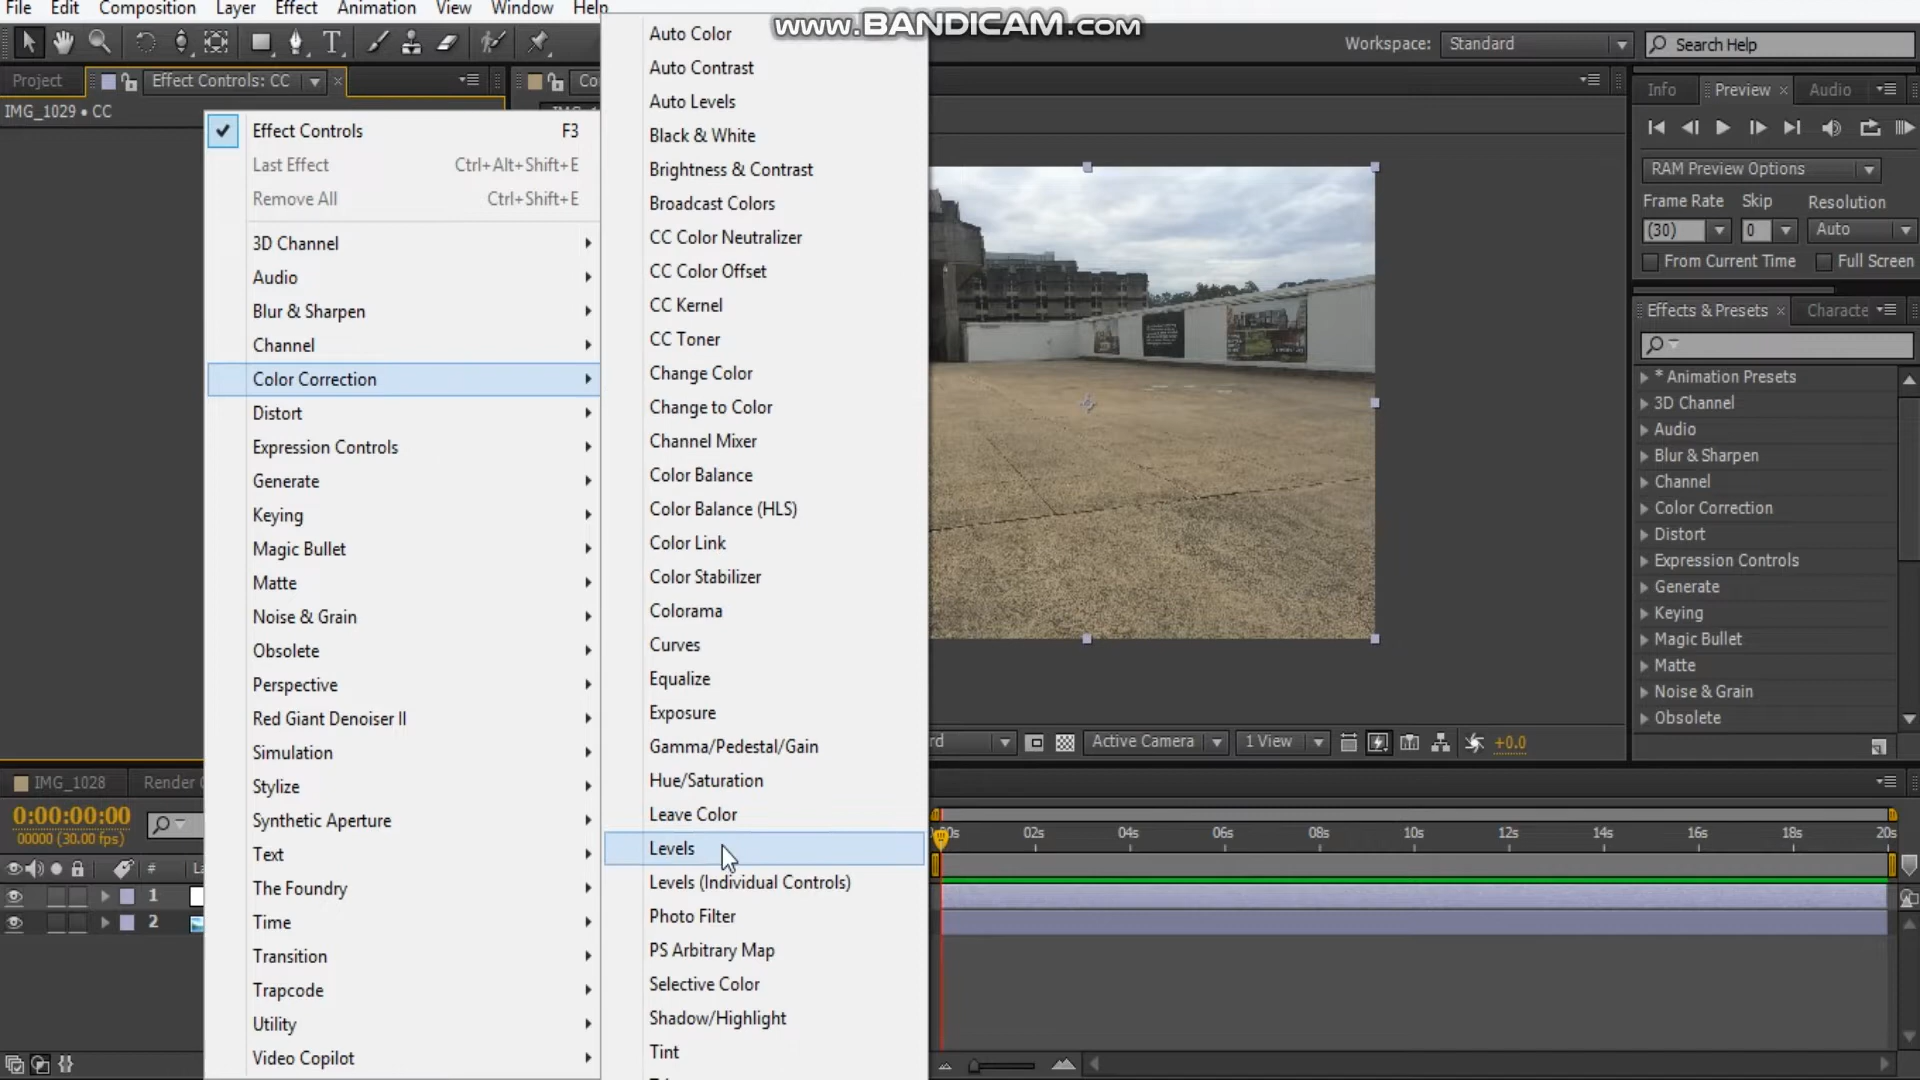 File Edit Composition Layer Effect Animation View Window Help
www.BANDICAM.com
Workspace: Standard
Search Help
Project
Effect Controls: CC
IMG_1029 • CC
Effect Controls F3
Last Effect Ctrl+Alt+Shift+E
Remove All Ctrl+Shift+E
3D Channel
Audio
Blur & Sharpen
Channel
Color Correction
Distort
Expression Controls
Generate
Keying
Magic Bullet
Matte
Noise & Grain
Obsolete
Perspective
Red Giant Denoiser II
Simulation
Stylize
Synthetic Aperture
Text
The Foundry
Time
Transition
Trapcode
Utility
Video Copilot
Auto Color
Auto Contrast
Auto Levels
Black & White
Brightness & Contrast
Broadcast Colors
CC Color Neutralizer
CC Color Offset
CC Kernel
CC Toner
Change Color
Change to Color
Channel Mixer
Color Balance
Color Balance (HLS)
Color Link
Color Stabilizer
Colorama
Curves
Equalize
Exposure
Gamma/Pedestal/Gain
Hue/Saturation
Leave Color
Levels
Levels (Individual Controls)
Photo Filter
PS Arbitrary Map
Selective Color
Shadow/Highlight
Tint
Info Preview Audio
RAM Preview Options
Frame Rate Skip Resolution
(30) 0 Auto
From Current Time Full Screen
Effects & Presets Characte
* Animation Presets
3D Channel
Audio
Blur & Sharpen
Channel
Color Correction
Distort
Expression Controls
Generate
Keying
Magic Bullet
Matte
Noise & Grain
Obsolete
Active Camera 1 View +0.0
IMG_1028 Render
0:00:00:00
00000 (30.00 fps)
#
1
2
02s 04s 06s 08s 10s 12s 14s 16s 18s 20s